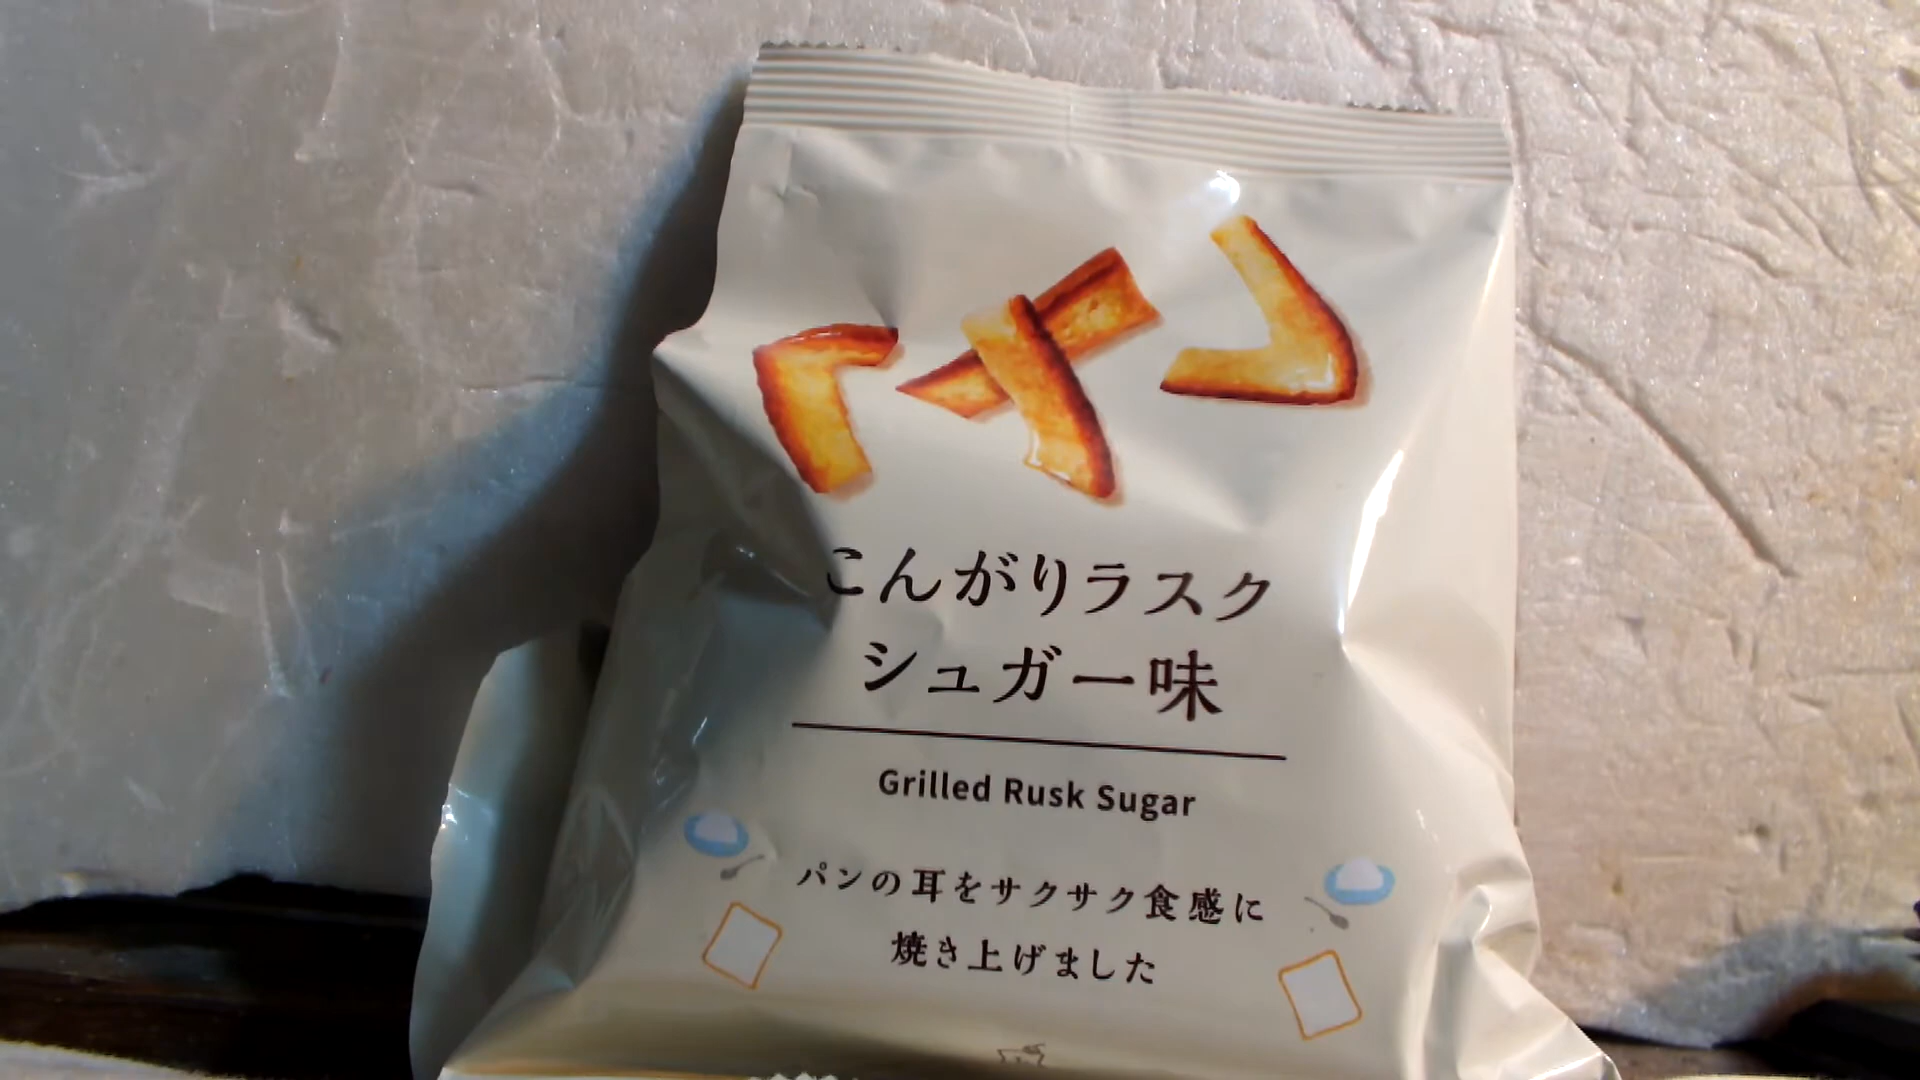 こんがりラスク
シュガー味
Grilled Rusk Sugar
パンの耳をサクサク食感に
焼き上げました